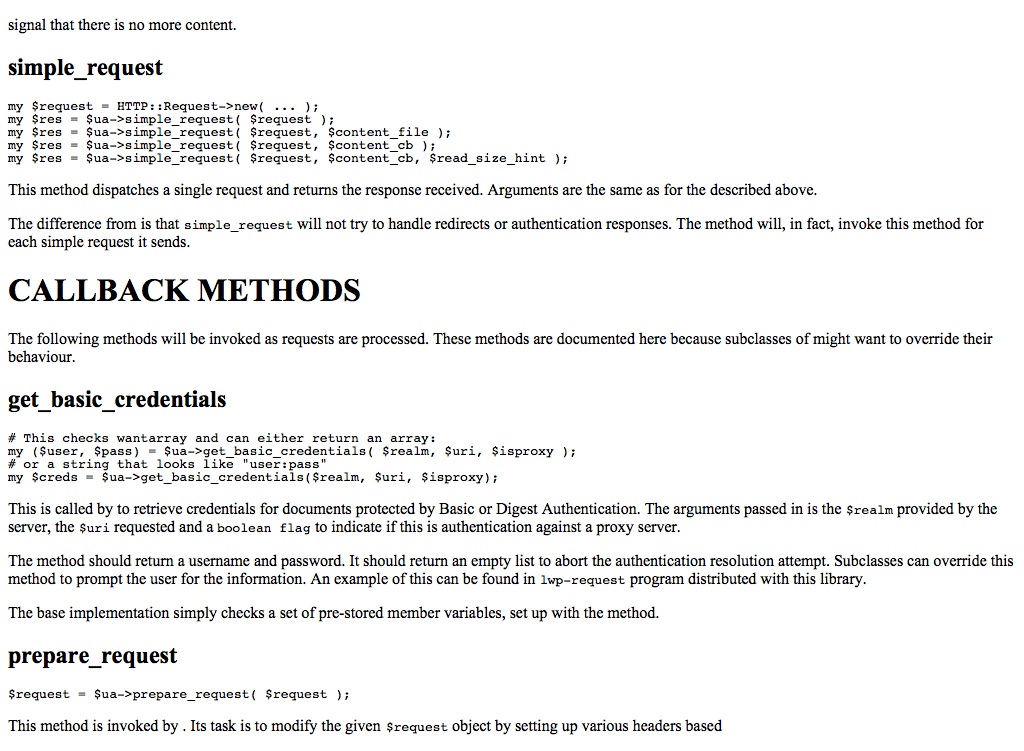 signal that there is no more content.
simple_request
my $request = HTTP::Request->new( ... );
my $res = $ua->simple_request( $request );
my $res = $ua->simple_request( $request, $content_file );
my $res = $ua->simple_request( $request, $content_cb );
my $res = $ua->simple_request( $request, $content_cb, $read_size_hint );
This method dispatches a single request and returns the response received. Arguments are the same as for the described above.
The difference from is that simple_request will not try to handle redirects or authentication responses. The method will, in fact, invoke this method for
each simple request it sends.
CALLBACK METHODS
The following methods will be invoked as requests are processed. These methods are documented here because subclasses of might want to override their
behaviour.
get_basic_credentials
# This checks wantarray and can either return an array:
my ($user, $pass) = $ua->get_basic_credentials( $realm, $uri, $isproxy );
# or a string that looks like "user:pass"
my $creds = $ua->get_basic_credentials($realm, $uri, $isproxy);
This is called by to retrieve credentials for documents protected by Basic or Digest Authentication. The arguments passed in is the $realm provided by the
server, the $uri requested and a boolean flag to indicate if this is authentication against a proxy server.
The method should return a username and password. It should return an empty list to abort the authentication resolution attempt. Subclasses can override this
method to prompt the user for the information. An example of this can be found in lwp-request program distributed with this library.
The base implementation simply checks a set of pre-stored member variables, set up with the method.
prepare_request
$request = $ua->prepare_request( $request );
This method is invoked by . Its task is to modify the given $request object by setting up various headers based